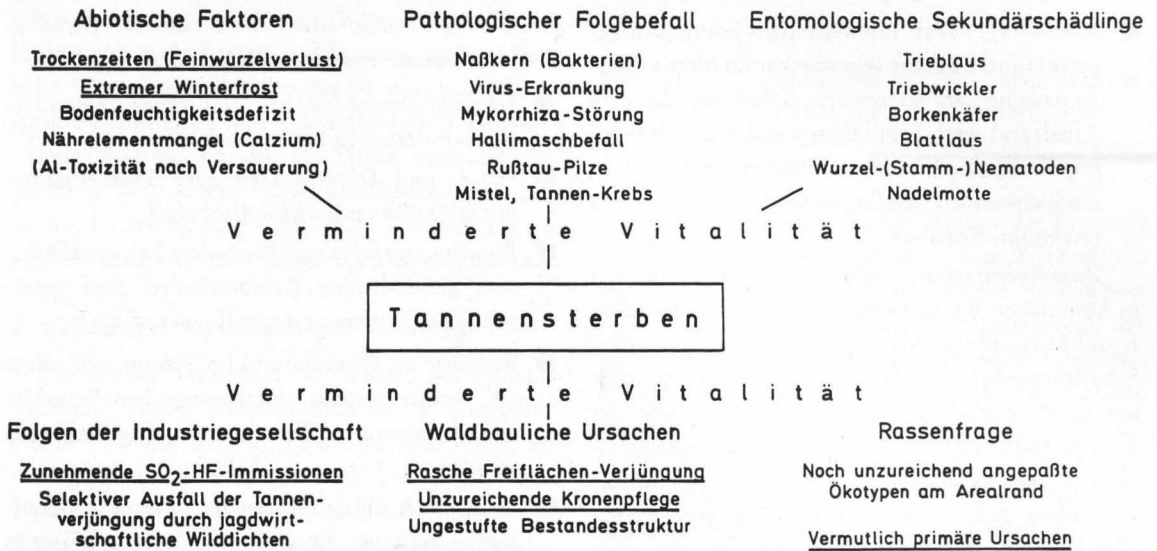 Abiotische Faktoren
Trockenzeiten (Feinwurzelverlust)
Extremer Winterfrost
Bodenfeuchtigkeitsdefizit
Nährelementmangel (Calzium)
(Al-Toxizität nach Versauerung)
Pathologischer Folgebefall
Naßkern (Bakterien)
Virus-Erkrankung
Mykorrhiza-Störung
Hallimaschbefall
Rußtau-Pilze
Mistel, Tannen-Krebs
Entomologische Sekundärschädlinge
Trieblaus
Triebwickler
Borkenkäfer
Blattlaus
Wurzel-(Stamm-) Nematoden
Nadelmotte
Verminderte Vitalität
Tannensterben
Verminderte Vitalität
Folgen der Industriegesellschaft
Zunehmende SO2-HF-Immissionen
Selektiver Ausfall der Tannen-
verjüngung durch jagdwirt-
schaftliche Wilddichten
Waldbauliche Ursachen
Rasche Freiflächen-Verjüngung
Unzureichende Kronenpflege
Ungestufte Bestandesstruktur
Rassenfrage
Noch unzureichend angepaßte
Ökotypen am Arealrand
Vermutlich primäre Ursachen